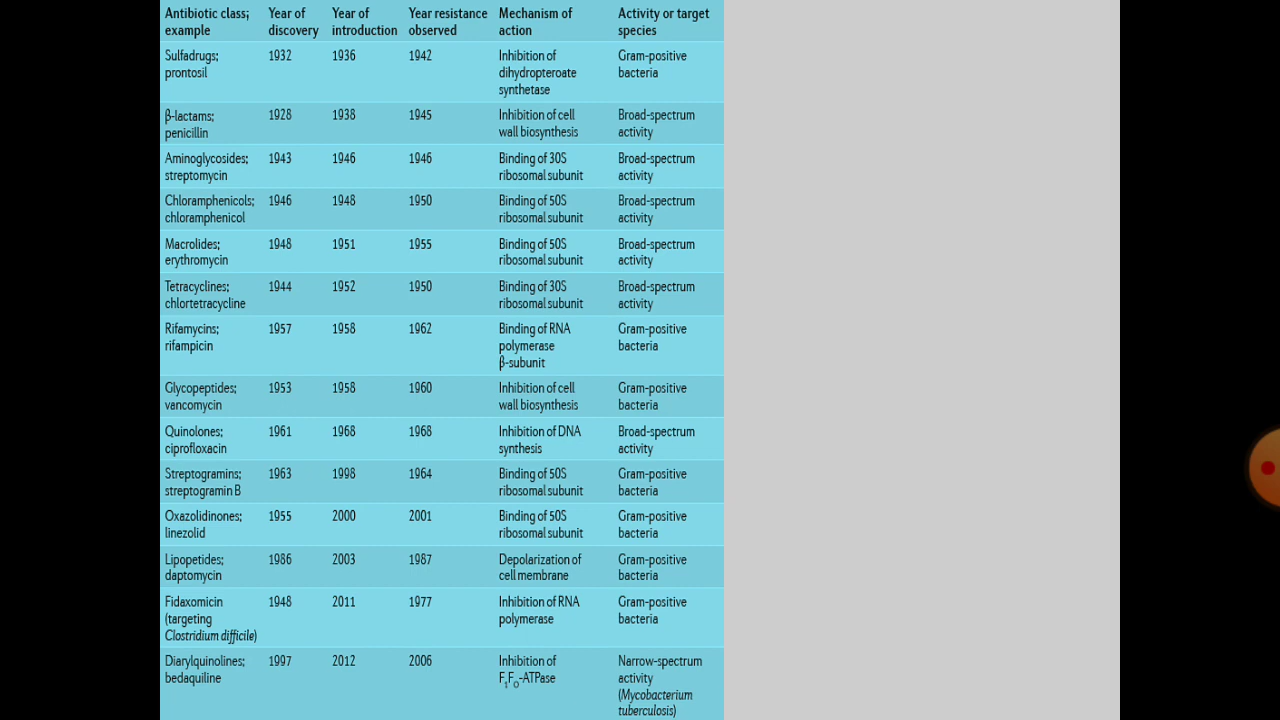 Antibiotic class; example Year of discovery Year of introduction Year resistance observed Mechanism of action Activity or target species
Sulfadrugs; prontosil 1932 1936 1942 Inhibition of dihydropteroate synthetase Gram-positive bacteria
β-lactams; penicillin 1928 1938 1945 Inhibition of cell wall biosynthesis Broad-spectrum activity
Aminoglycosides; streptomycin 1943 1946 1946 Binding of 30S ribosomal subunit Broad-spectrum activity
Chloramphenicols; chloramphenicol 1946 1948 1950 Binding of 50S ribosomal subunit Broad-spectrum activity
Macrolides; erythromycin 1948 1951 1955 Binding of 50S ribosomal subunit Broad-spectrum activity
Tetracyclines; chlortetracycline 1944 1952 1950 Binding of 30S ribosomal subunit Broad-spectrum activity
Rifamycins; rifampicin 1957 1958 1962 Binding of RNA polymerase β-subunit Gram-positive bacteria
Glycopeptides; vancomycin 1953 1958 1960 Inhibition of cell wall biosynthesis Gram-positive bacteria
Quinolones; ciprofloxacin 1961 1968 1968 Inhibition of DNA synthesis Broad-spectrum activity
Streptogramins; streptogramin B 1963 1998 1964 Binding of 50S ribosomal subunit Gram-positive bacteria
Oxazolidinones; linezolid 1955 2000 2001 Binding of 50S ribosomal subunit Gram-positive bacteria
Lipopetides; daptomycin 1986 2003 1987 Depolarization of cell membrane Gram-positive bacteria
Fidaxomicin (targeting Clostridium difficile) 1948 2011 1977 Inhibition of RNA polymerase Gram-positive bacteria
Diarylquinolines; bedaquiline 1997 2012 2006 Inhibition of F₁F₀-ATPase Narrow-spectrum activity (Mycobacterium tuberculosis)